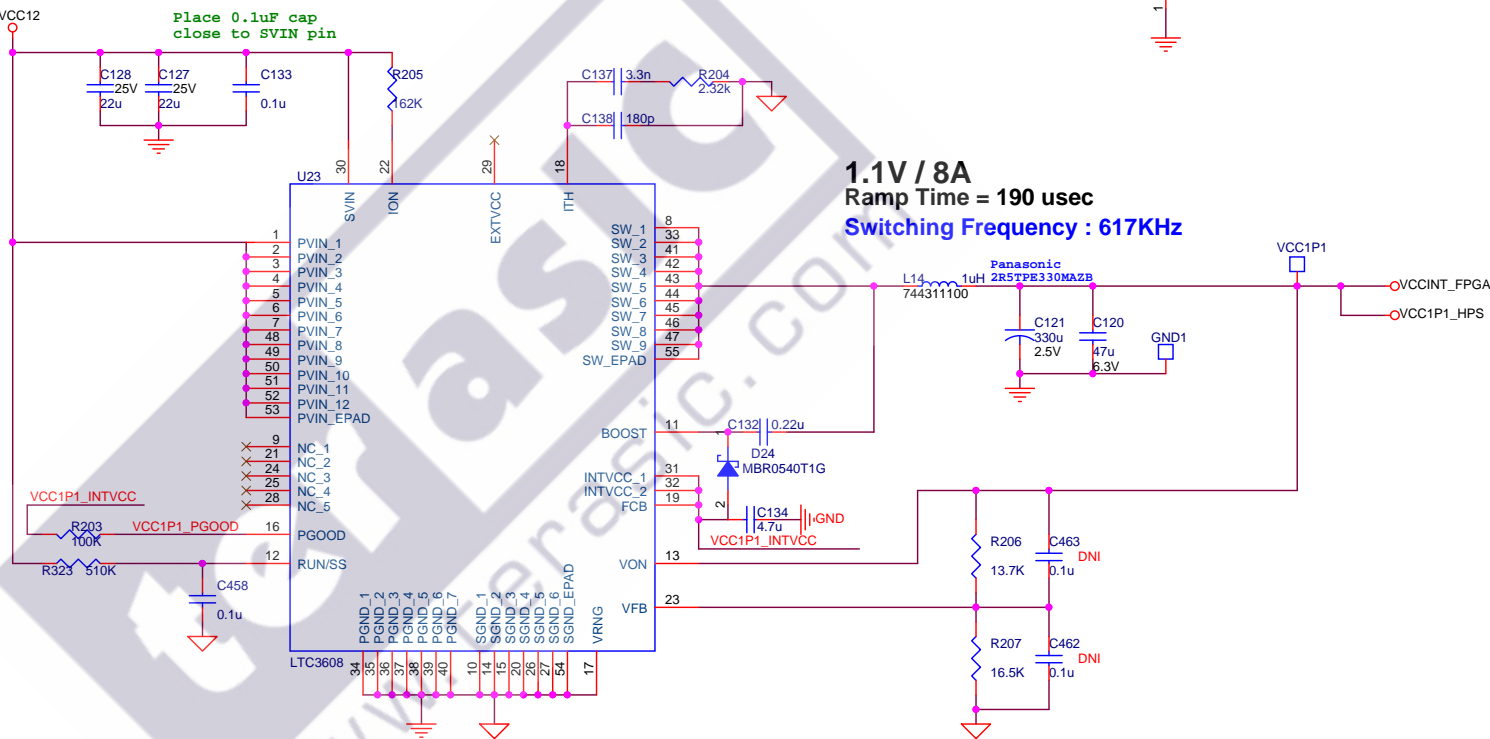 VCC12
Place 0.1uF cap
close to SVIN pin
1
C128
25V
22u
C127
25V
22u
C133
0.1u
R205
162K
C137
3.3n
R204
2.32k
C138
180p
30
22
29
18
1.1V / 8A
Ramp Time = 190 usec
Switching Frequency : 617KHz
U23
SVIN
ION
EXTVCC
ITH
1 PVIN_1
2 PVIN_2
3 PVIN_3
4 PVIN_4
5 PVIN_5
6 PVIN_6
7 PVIN_7
48 PVIN_8
49 PVIN_9
50 PVIN_10
51 PVIN_11
52 PVIN_12
53 PVIN_EPAD
9 NC_1
21 NC_2
24 NC_3
25 NC_4
28 NC_5
16 PGOOD
12 RUN/SS
SW_1 8
SW_2 33
SW_3 41
SW_4 42
SW_5 43
SW_6 44
SW_7 45
SW_8 46
SW_9 47
SW_EPAD 55
BOOST 11
INTVCC_1 31
INTVCC_2 32
FCB 19
VON 13
VFB 23
VCC1P1_INTVCC
R203
100K
VCC1P1_PGOOD
R323 510K
C458
0.1u
PGND_1
PGND_2
PGND_3
PGND_4
PGND_5
PGND_6
PGND_7
SGND_1
SGND_2
SGND_3
SGND_4
SGND_5
SGND_6
SGND_EPAD
VRNG
LTC3608
34
35
36
37
38
39
40
10
14
15
20
26
27
54
17
L14
1uH
744311100
Panasonic
2R5TPE330MAZB
VCC1P1
VCCINT_FPGA
VCC1P1_HPS
C121
330u
2.5V
C120
47u
6.3V
GND1
C132
0.22u
1
D24
MBR0540T1G
2
C134
4.7u
GND
VCC1P1_INTVCC
R206
13.7K
C463
0.1u
DNI
R207
16.5K
C462
0.1u
DNI
terasic
www.terasic.com